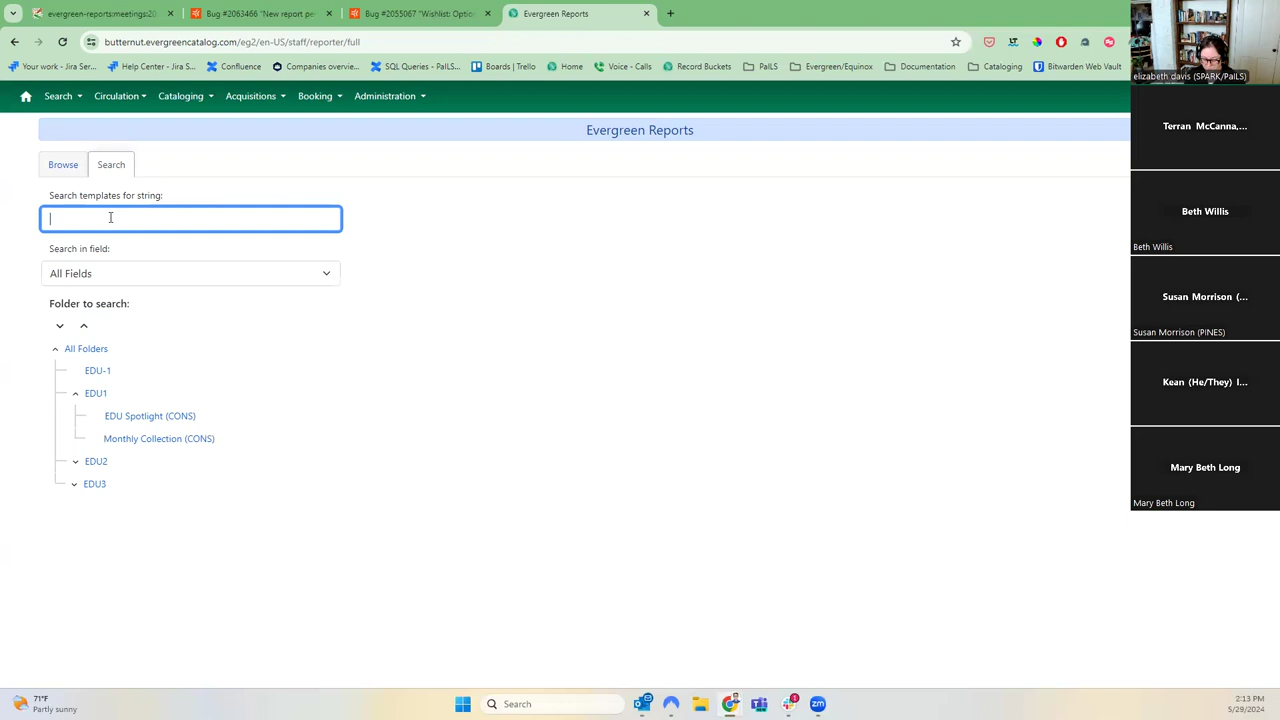 search-reports:meetings:20
Bug #2063466 "New report pe
Bug #2055067 "Wishlist: Optio
Evergreen Reports
butternut.evergreencatalog.com/eg2/en-US/staff/reporter/full
Your work - Jira Ser...
Help Center - Jira S...
Confluence
Companies overvie...
SQL Queries - PaILS...
Boards | Trello
Home
Voice - Calls
Record Buckets
PaILS
Evergreen/Equinox
Documentation
Cataloging
Bitwarden Web Vault
Search
Circulation
Cataloging
Acquisitions
Booking
Administration
Evergreen Reports
Browse
Search
Search templates for string:
Search in field:
All Fields
Folder to search:
All Folders
EDU-1
EDU1
EDU Spotlight (CONS)
Monthly Collection (CONS)
EDU2
EDU3
elizabeth davis (SPARK/PaILS)
Terran McCanna,...
Beth Willis
Beth Willis
Susan Morrison (...
Susan Morrison (PINES)
Kean (He/They) I...
Mary Beth Long
Mary Beth Long
71°F
Partly sunny
Search
2:13 PM
5/29/2024